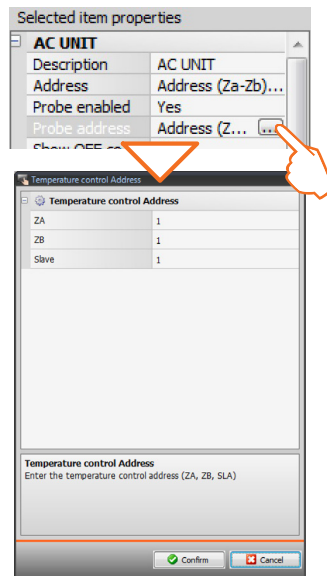 Selected item properties
AC UNIT
Description AC UNIT
Address Address (Za-Zb)...
Probe enabled Yes
Probe address Address (Z... ...
Temperature control Address
Temperature control Address
ZA 1
ZB 1
Slave 1
Temperature control Address
Enter the temperature control address (ZA, ZB, SLA)
Confirm Cancel